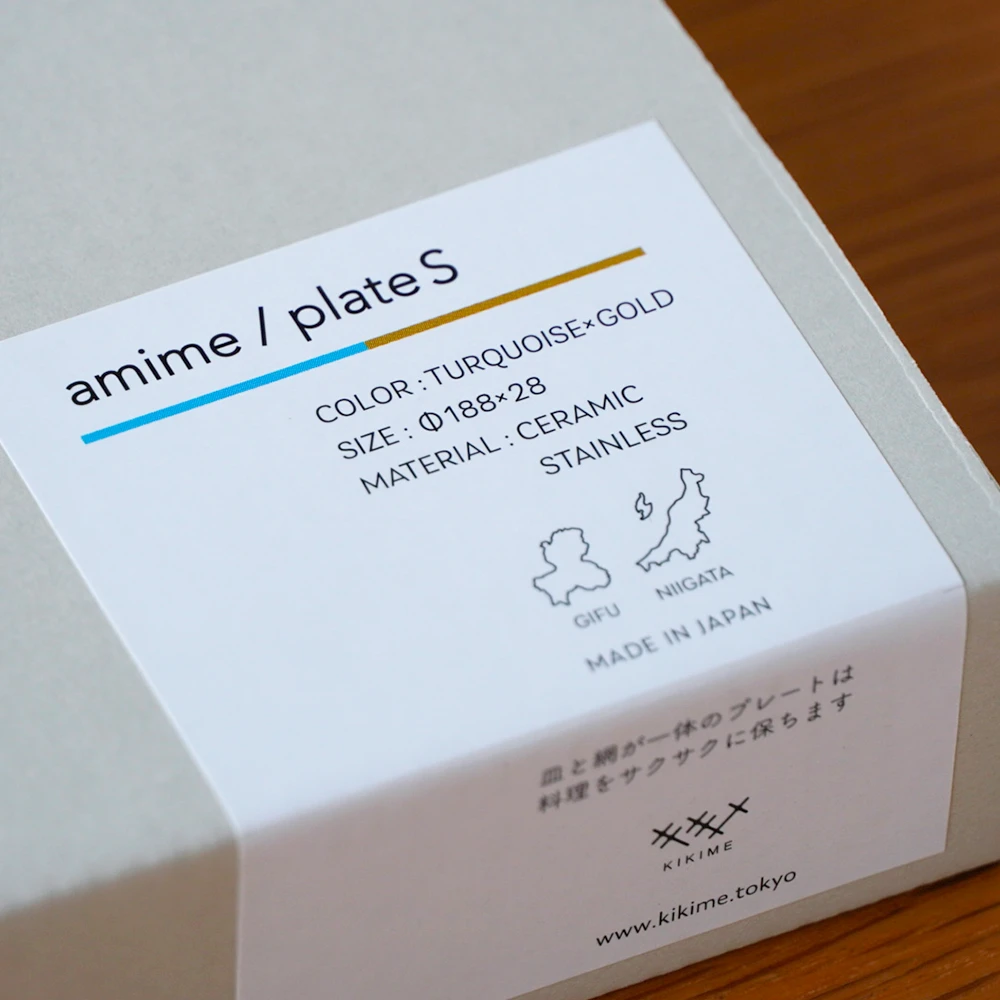 amime / plate S
COLOR : TURQUOISE×GOLD
SIZE : Φ188×28
MATERIAL : CERAMIC
STAINLESS
GIFU
NIIGATA
MADE IN JAPAN
皿と網が一体のプレートは
料理をサクサクに保ちます
KIKIME
www.kikime.tokyo